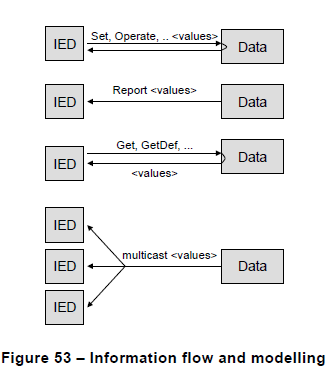 IED
Set, Operate, .. <values>
Data
IED
Report <values>
Data
IED
Get, GetDef, ...
<values>
Data
IED
IED
multicast <values>
Data
IED
Figure 53 – Information flow and modelling